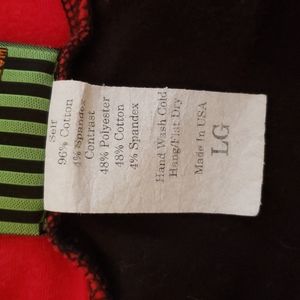 Self
96% Cotton
4% Spandex
Contrast
48% Polyester
48% Cotton
4% Spandex
Hand Wash Cold
Hang/Flat Dry
Made In USA
LG